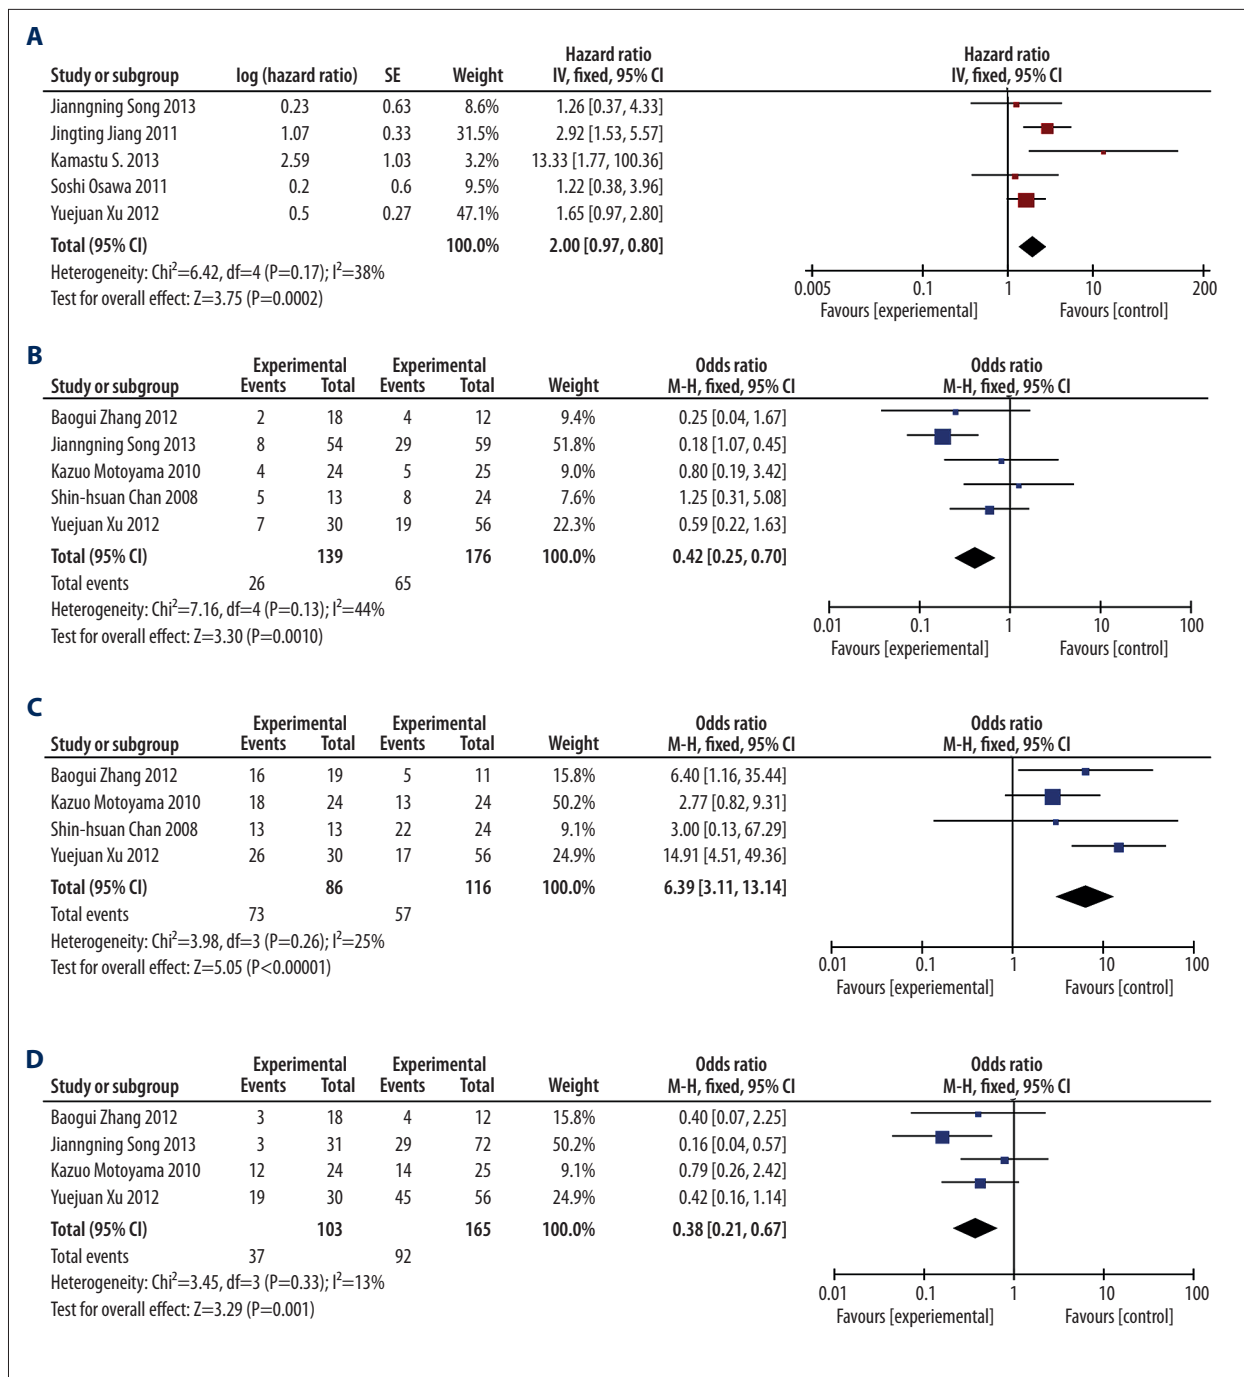 A
Hazard ratio Hazard ratio
Study or subgroup log (hazard ratio) SE Weight IV, fixed, 95% CI IV, fixed, 95% CI
Jianngning Song 2013 0.23 0.63 8.6% 1.26 [0.37, 4.33]
Jingting Jiang 2011 1.07 0.33 31.5% 2.92 [1.53, 5.57]
Kamastu S. 2013 2.59 1.03 3.2% 13.33 [1.77, 100.36]
Soshi Osawa 2011 0.2 0.6 9.5% 1.22 [0.38, 3.96]
Yuejuan Xu 2012 0.5 0.27 47.1% 1.65 [0.97, 2.80]
Total (95% CI) 100.0% 2.00 [0.97, 0.80]
Heterogeneity: Chi²=6.42, df=4 (P=0.17); I²=38%
Test for overall effect: Z=3.75 (P=0.0002)
0.005 0.1 1 10 200
Favours [experiemental] Favours [control]
B
Experimental Experimental Odds ratio Odds ratio
Study or subgroup Events Total Events Total Weight M-H, fixed, 95% CI M-H, fixed, 95% CI
Baogui Zhang 2012 2 18 4 12 9.4% 0.25 [0.04, 1.67]
Jianngning Song 2013 8 54 29 59 51.8% 0.18 [1.07, 0.45]
Kazuo Motoyama 2010 4 24 5 25 9.0% 0.80 [0.19, 3.42]
Shin-hsuan Chan 2008 5 13 8 24 7.6% 1.25 [0.31, 5.08]
Yuejuan Xu 2012 7 30 19 56 22.3% 0.59 [0.22, 1.63]
Total (95% CI) 139 176 100.0% 0.42 [0.25, 0.70]
Total events 26 65
Heterogeneity: Chi²=7.16, df=4 (P=0.13); I²=44%
Test for overall effect: Z=3.30 (P=0.0010)
0.01 0.1 1 10 100
Favours [experiemental] Favours [control]
C
Experimental Experimental Odds ratio Odds ratio
Study or subgroup Events Total Events Total Weight M-H, fixed, 95% CI M-H, fixed, 95% CI
Baogui Zhang 2012 16 19 5 11 15.8% 6.40 [1.16, 35.44]
Kazuo Motoyama 2010 18 24 13 24 50.2% 2.77 [0.82, 9.31]
Shin-hsuan Chan 2008 13 13 22 24 9.1% 3.00 [0.13, 67.29]
Yuejuan Xu 2012 26 30 17 56 24.9% 14.91 [4.51, 49.36]
Total (95% CI) 86 116 100.0% 6.39 [3.11, 13.14]
Total events 73 57
Heterogeneity: Chi²=3.98, df=3 (P=0.26); I²=25%
Test for overall effect: Z=5.05 (P<0.00001)
0.01 0.1 1 10 100
Favours [experiemental] Favours [control]
D
Experimental Experimental Odds ratio Odds ratio
Study or subgroup Events Total Events Total Weight M-H, fixed, 95% CI M-H, fixed, 95% CI
Baogui Zhang 2012 3 18 4 12 15.8% 0.40 [0.07, 2.25]
Jianngning Song 2013 3 31 29 72 50.2% 0.16 [0.04, 0.57]
Kazuo Motoyama 2010 12 24 14 25 9.1% 0.79 [0.26, 2.42]
Yuejuan Xu 2012 19 30 45 56 24.9% 0.42 [0.16, 1.14]
Total (95% CI) 103 165 100.0% 0.38 [0.21, 0.67]
Total events 37 92
Heterogeneity: Chi²=3.45, df=3 (P=0.33); I²=13%
Test for overall effect: Z=3.29 (P=0.001)
0.01 0.1 1 10 100
Favours [experiemental] Favours [control]